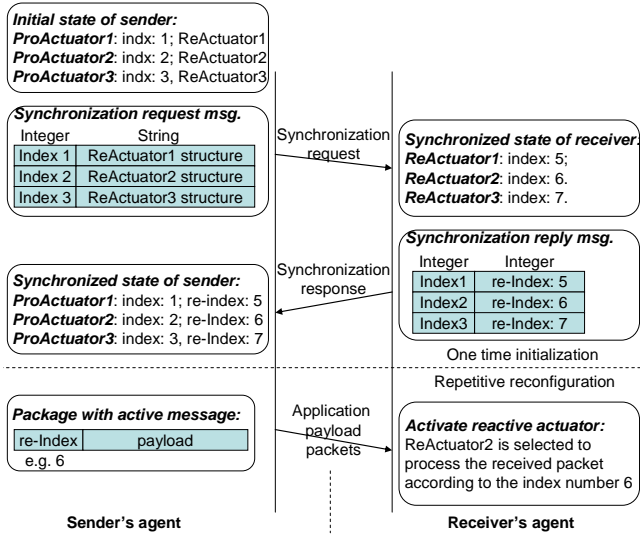 Initial state of sender:
ProActuator1: indx: 1; ReActuator1
ProActuator2: indx: 2; ReActuator2
ProActuator3: indx: 3, ReActuator3
Synchronization request msg.
Integer String
Index 1 ReActuator1 structure
Index 2 ReActuator2 structure
Index 3 ReActuator3 structure
Synchronization
request
Synchronized state of receiver:
ReActuator1: index: 5;
ReActuator2: index: 6.
ReActuator3: index: 7.
Synchronization reply msg.
Integer Integer
Index1 re-Index: 5
Index2 re-Index: 6
Index3 re-Index: 7
Synchronization
response
Synchronized state of sender:
ProActuator1: index: 1; re-index: 5
ProActuator2: index: 2; re-Index: 6
ProActuator3: index: 3, re-Index: 7
One time initialization
Repetitive reconfiguration
Package with active message:
re-Index payload
e.g. 6
Application
payload
packets
Activate reactive actuator:
ReActuator2 is selected to
process the received packet
according to the index number 6
Sender's agent
Receiver's agent